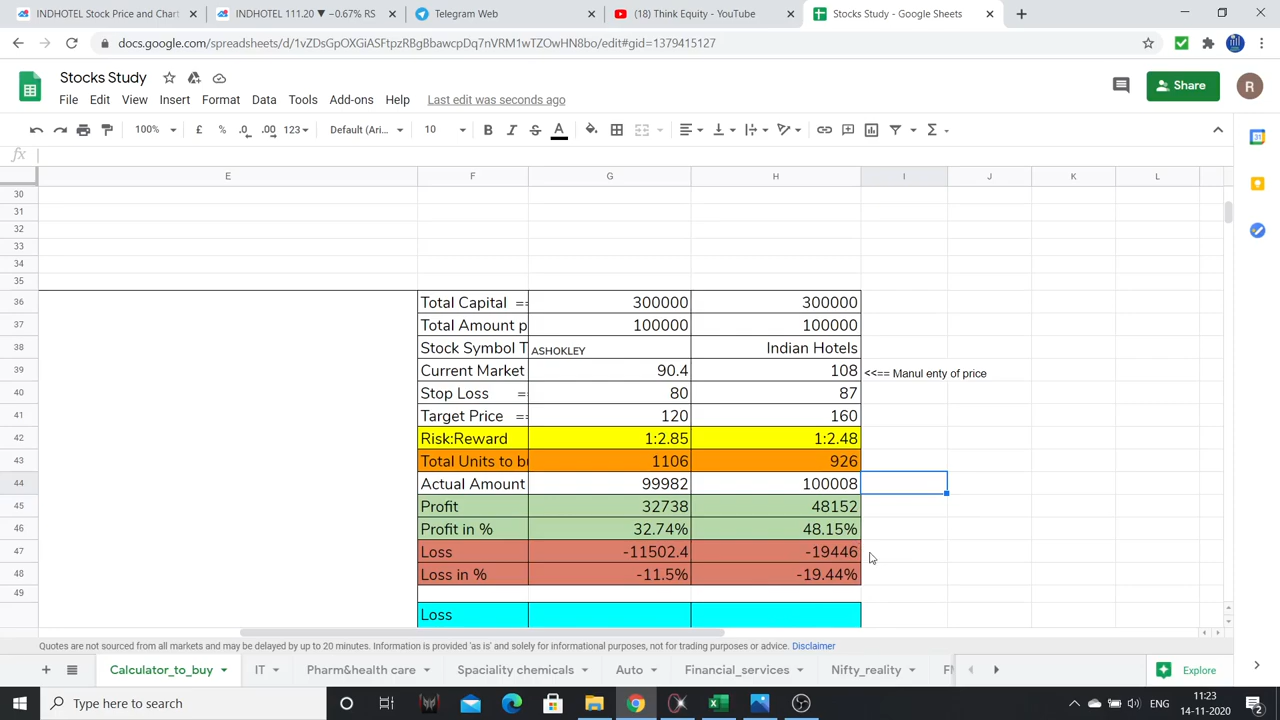 INDHOTEL Stock Price and Chart
INDHOTEL 111.20 ▼ −0.67% RS
Telegram Web
(18) Think Equity - YouTube
Stocks Study - Google Sheets
docs.google.com/spreadsheets/d/1vZDsGpOXGiASFtpzRBgBbawcpDq7nVRM1wTZOwHN8bo/edit#gid=1379415127
Stocks Study
File Edit View Insert Format Data Tools Add-ons Help Last edit was seconds ago
Share
R
100% £ % .0 .00 123 Default (Ari... 10 B I S A
fx
E F G H I J K L
30
31
32
33
34
35
36 Total Capital == 300000 300000
37 Total Amount p 100000 100000
38 Stock Symbol T ASHOKLEY Indian Hotels
39 Current Market 90.4 108 <<== Manul enty of price
40 Stop Loss == 80 87
41 Target Price == 120 160
42 Risk:Reward 1:2.85 1:2.48
43 Total Units to bu 1106 926
44 Actual Amount 99982 100008
45 Profit 32738 48152
46 Profit in % 32.74% 48.15%
47 Loss -11502.4 -19446
48 Loss in % -11.5% -19.44%
49
Loss
Quotes are not sourced from all markets and may be delayed by up to 20 minutes. Information is provided 'as is' and solely for informational purposes, not for trading purposes or advice. Disclaimer
Calculator_to_buy IT Pharm&health care Speciality chemicals Auto Financial_services Nifty_reality FM Explore
Type here to search
ENG
11:23
14-11-2020
2